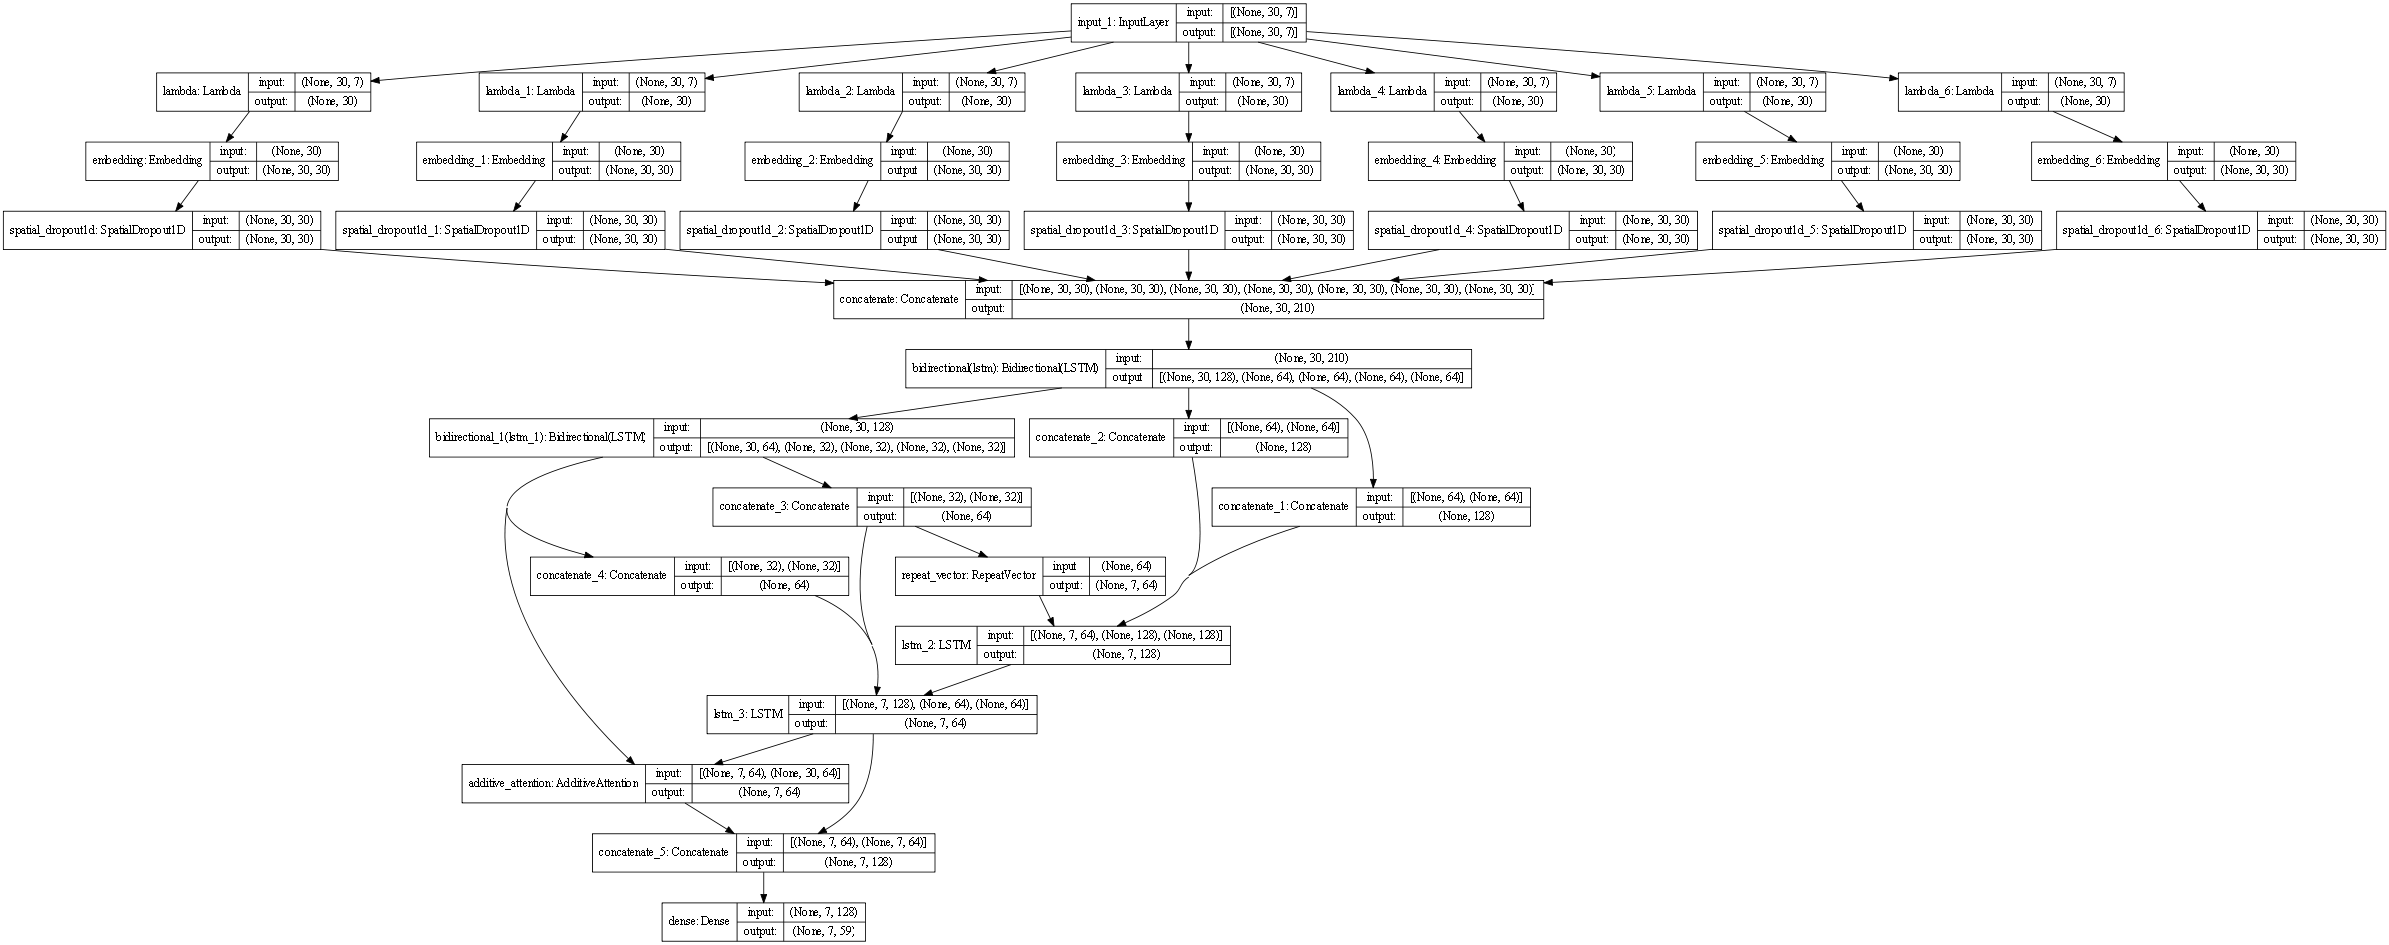 input_1: InputLayer
input: [(None, 30, 7)]
output: [(None, 30, 7)]
lambda: Lambda
input: (None, 30, 7)
output: (None, 30)
lambda_1: Lambda
input: (None, 30, 7)
output: (None, 30)
lambda_2: Lambda
input: (None, 30, 7)
output: (None, 30)
lambda_3: Lambda
input: (None, 30, 7)
output: (None, 30)
lambda_4: Lambda
input: (None, 30, 7)
output: (None, 30)
lambda_5: Lambda
input: (None, 30, 7)
output: (None, 30)
lambda_6: Lambda
input: (None, 30, 7)
output: (None, 30)
embedding: Embedding
input: (None, 30)
output: (None, 30, 30)
embedding_1: Embedding
input: (None, 30)
output: (None, 30, 30)
embedding_2: Embedding
input: (None, 30)
output (None, 30, 30)
embedding_3: Embedding
input: (None, 30)
output: (None, 30, 30)
embedding_4: Embedding
input: (None, 30)
output: (None, 30, 30)
embedding_5: Embedding
input: (None, 30)
output: (None, 30, 30)
embedding_6: Embedding
input: (None, 30)
output: (None, 30, 30)
spatial_dropout1d: SpatialDropout1D
input: (None, 30, 30)
output: (None, 30, 30)
spatial_dropout1d_1: SpatialDropout1D
input: (None, 30, 30)
output: (None, 30, 30)
spatial_dropout1d_2: SpatialDropout1D
input: (None, 30, 30)
output (None, 30, 30)
spatial_dropout1d_3: SpatialDropout1D
input: (None, 30, 30)
output: (None, 30, 30)
spatial_dropout1d_4: SpatialDropout1D
input: (None, 30, 30)
output: (None, 30, 30)
spatial_dropout1d_5: SpatialDropout1D
input: (None, 30, 30)
output: (None, 30, 30)
spatial_dropout1d_6: SpatialDropout1D
input: (None, 30, 30)
output: (None, 30, 30)
concatenate: Concatenate
input: [(None, 30, 30), (None, 30, 30), (None, 30, 30), (None, 30, 30), (None, 30, 30), (None, 30, 30), (None, 30, 30)]
output: (None, 30, 210)
bidirectional(lstm): Bidirectional(LSTM)
input: (None, 30, 210)
output [(None, 30, 128), (None, 64), (None, 64), (None, 64), (None, 64)]
bidirectional_1(lstm_1): Bidirectional(LSTM)
input: (None, 30, 128)
output: [(None, 30, 64), (None, 32), (None, 32), (None, 32), (None, 32)]
concatenate_2: Concatenate
input: [(None, 64), (None, 64)]
output: (None, 128)
concatenate_3: Concatenate
input: [(None, 32), (None, 32)]
output: (None, 64)
concatenate_1: Concatenate
input: [(None, 64), (None, 64)]
output: (None, 128)
concatenate_4: Concatenate
input: [(None, 32), (None, 32)]
output: (None, 64)
repeat_vector: RepeatVector
input (None, 64)
output: (None, 7, 64)
lstm_2: LSTM
input: [(None, 7, 64), (None, 128), (None, 128)]
output: (None, 7, 128)
lstm_3: LSTM
input: [(None, 7, 128), (None, 64), (None, 64)]
output: (None, 7, 64)
additive_attention: AdditiveAttention
input: [(None, 7, 64), (None, 30, 64)]
output: (None, 7, 64)
concatenate_5: Concatenate
input: [(None, 7, 64), (None, 7, 64)]
output: (None, 7, 128)
dense: Dense
input: (None, 7, 128)
output: (None, 7, 59)